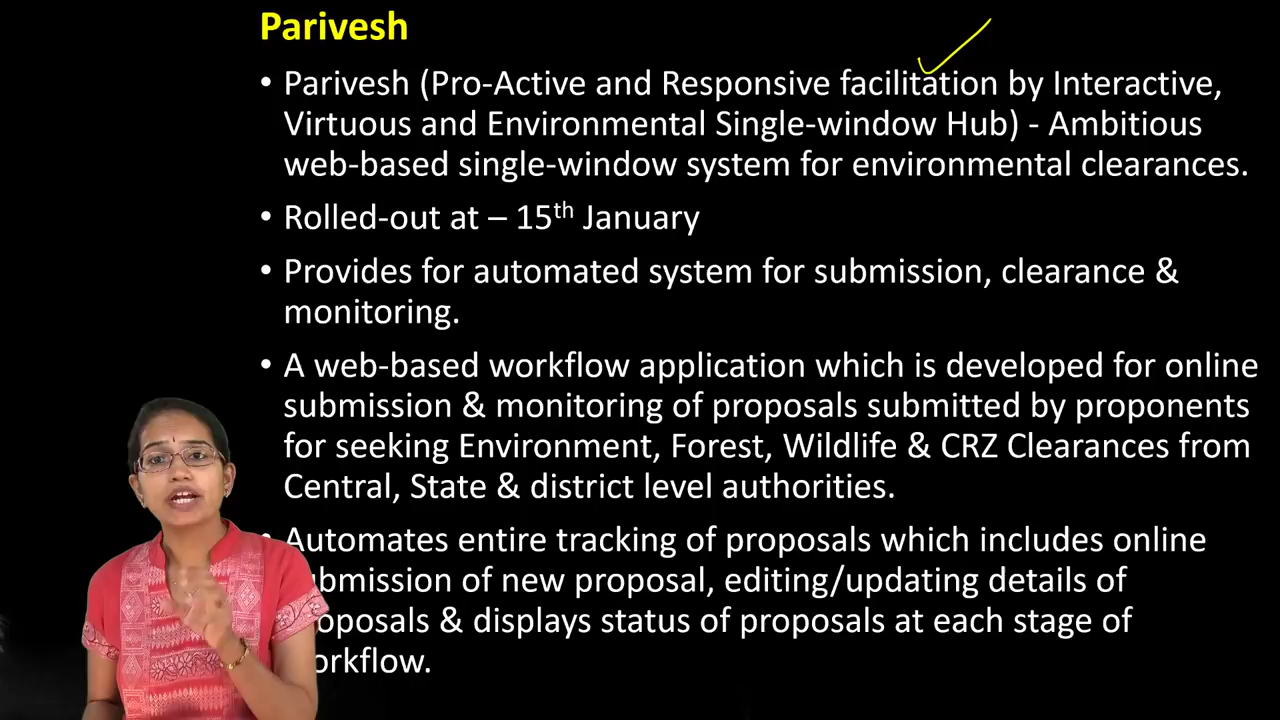 Parivesh
• Parivesh (Pro-Active and Responsive facilitation by Interactive,
Virtuous and Environmental Single-window Hub) - Ambitious
web-based single-window system for environmental clearances.
• Rolled-out at – 15th January
• Provides for automated system for submission, clearance &
monitoring.
• A web-based workflow application which is developed for online
submission & monitoring of proposals submitted by proponents
for seeking Environment, Forest, Wildlife & CRZ Clearances from
Central, State & district level authorities.
• Automates entire tracking of proposals which includes online
ubmission of new proposal, editing/updating details of
oposals & displays status of proposals at each stage of
orkflow.